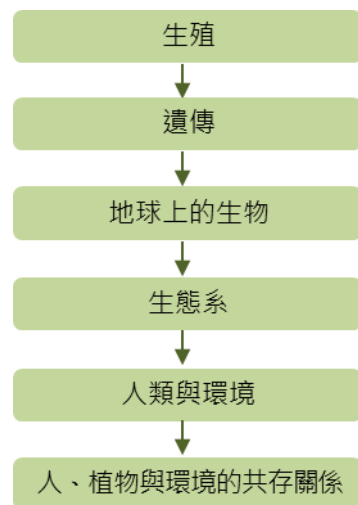 生殖
遺傳
地球上的生物
生態系
人類與環境
人、植物與環境的共存關係